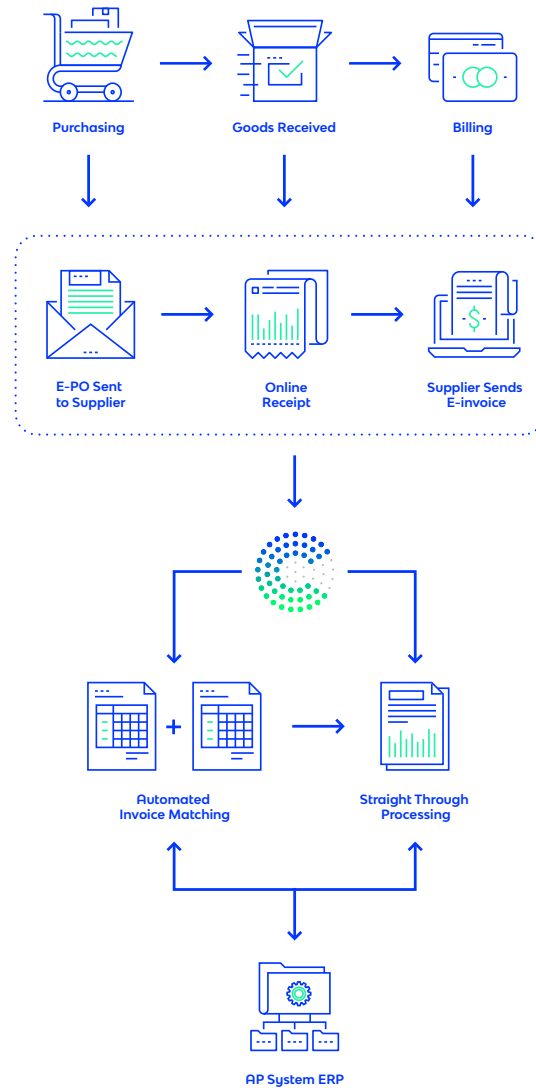 Purchasing
Goods Received
Billing
E-PO Sent
to Supplier
Online
Receipt
Supplier Sends
E-invoice
$
+
Automated
Invoice Matching
Straight Through
Processing
AP System ERP